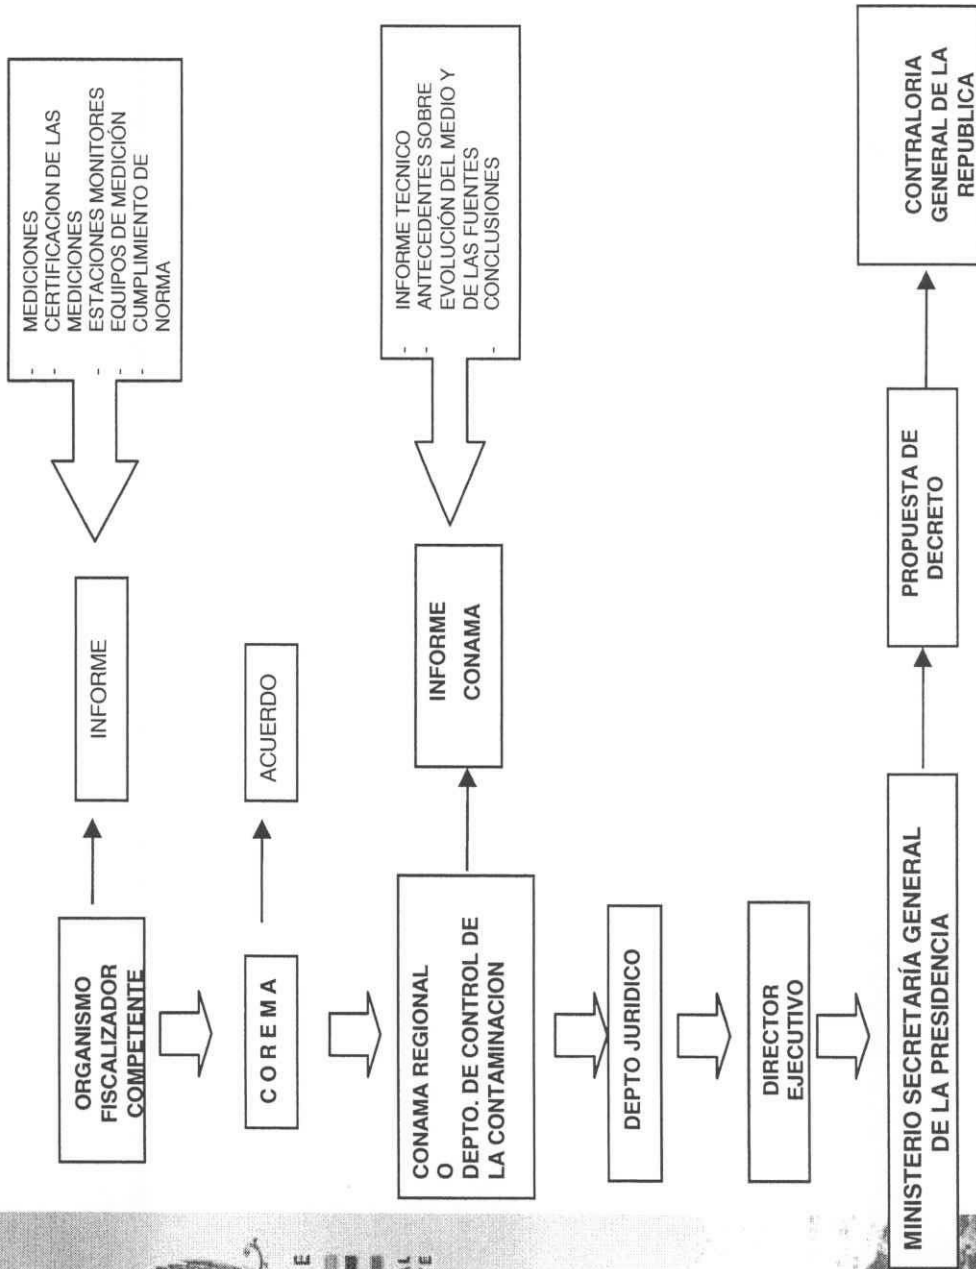 ORGANISMO
FISCALIZADOR
COMPETENTE
INFORME
- MEDICIONES
- CERTIFICACION DE LAS
MEDICIONES
- ESTACIONES MONITORES
- EQUIPOS DE MEDICIÓN
- CUMPLIMIENTO DE
NORMA
C O R E M A
ACUERDO
CONAMA REGIONAL
O
DEPTO. DE CONTROL DE
LA CONTAMINACION
INFORME
CONAMA
- INFORME TECNICO
- ANTECEDENTES SOBRE
EVOLUCIÓN DEL MEDIO Y
DE LAS FUENTES
- CONCLUSIONES
DEPTO JURIDICO
DIRECTOR
EJECUTIVO
MINISTERIO SECRETARÍA GENERAL
DE LA PRESIDENCIA
PROPUESTA DE
DECRETO
CONTRALORIA
GENERAL DE LA
REPUBLICA